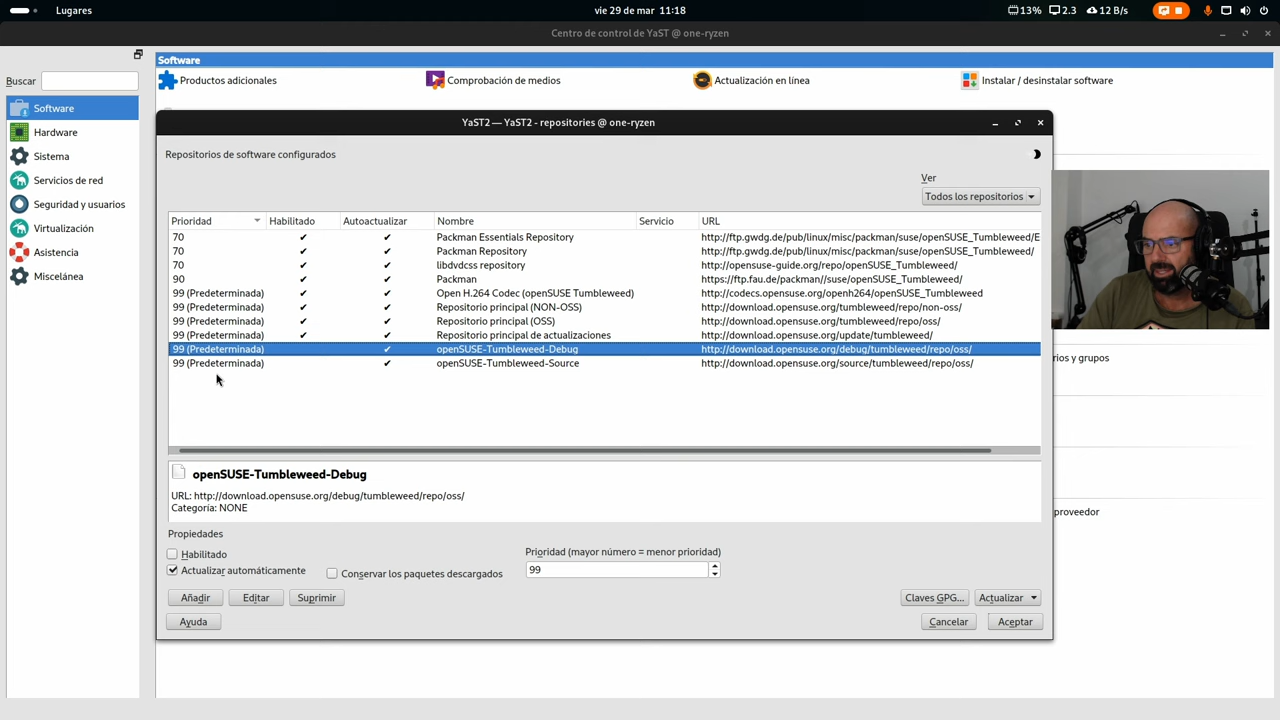 Lugares
vie 29 de mar 11:18
13% 2.3 12 B/s
Centro de control de YaST @ one-ryzen
Buscar
Software
Hardware
Sistema
Servicios de red
Seguridad y usuarios
Virtualización
Asistencia
Miscelánea
Software
Productos adicionales
Comprobación de medios
Actualización en línea
Instalar / desinstalar software
YaST2 — YaST2 - repositories @ one-ryzen
Repositorios de software configurados
Ver
Todos los repositorios
Prioridad Habilitado Autoactualizar Nombre Servicio URL
70 ✔ ✔ Packman Essentials Repository http://ftp.gwdg.de/pub/linux/misc/packman/suse/openSUSE_Tumbleweed/E
70 ✔ ✔ Packman Repository http://ftp.gwdg.de/pub/linux/misc/packman/suse/openSUSE_Tumbleweed/
70 ✔ ✔ libdvdcss repository http://opensuse-guide.org/repo/openSUSE_Tumbleweed/
90 ✔ ✔ Packman https://ftp.fau.de/packman//suse/openSUSE_Tumbleweed/
99 (Predeterminada) ✔ ✔ Open H.264 Codec (openSUSE Tumbleweed) http://codecs.opensuse.org/openh264/openSUSE_Tumbleweed
99 (Predeterminada) ✔ ✔ Repositorio principal (NON-OSS) http://download.opensuse.org/tumbleweed/repo/non-oss/
99 (Predeterminada) ✔ ✔ Repositorio principal (OSS) http://download.opensuse.org/tumbleweed/repo/oss/
99 (Predeterminada) ✔ ✔ Repositorio principal de actualizaciones http://download.opensuse.org/update/tumbleweed/
99 (Predeterminada) ✔ openSUSE-Tumbleweed-Debug http://download.opensuse.org/debug/tumbleweed/repo/oss/
99 (Predeterminada) ✔ openSUSE-Tumbleweed-Source http://download.opensuse.org/source/tumbleweed/repo/oss/
rios y grupos
proveedor
openSUSE-Tumbleweed-Debug
URL: http://download.opensuse.org/debug/tumbleweed/repo/oss/
Categoría: NONE
Propiedades
Habilitado
Actualizar automáticamente
Conservar los paquetes descargados
Prioridad (mayor número = menor prioridad)
99
Añadir
Editar
Suprimir
Claves GPG...
Actualizar
Ayuda
Cancelar
Aceptar